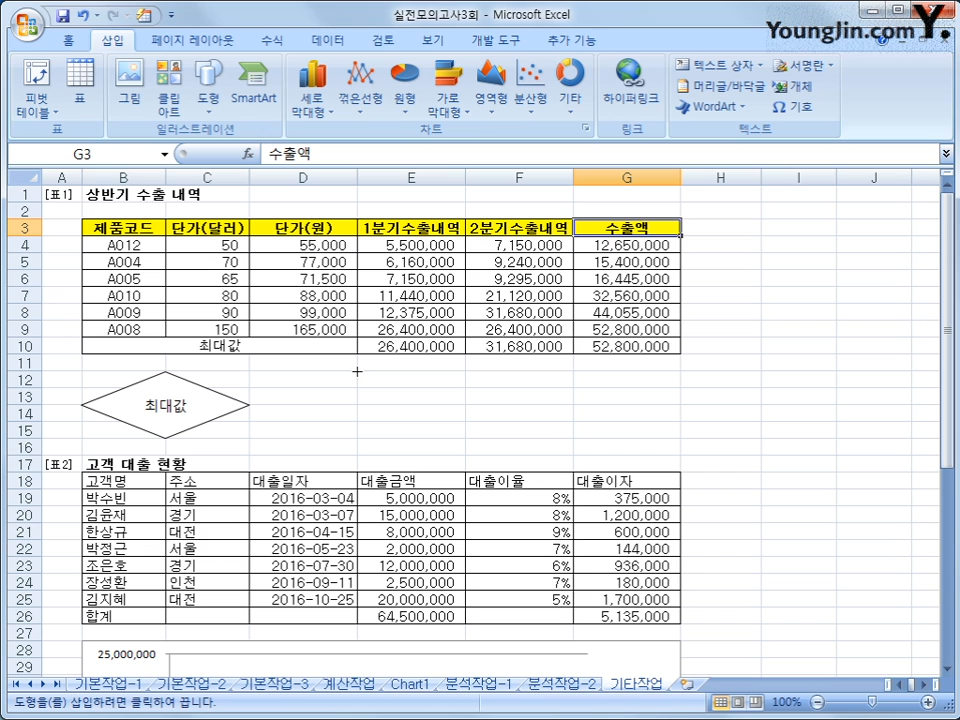 실전모의고사3회 - Microsoft Excel
YoungJin.com Y.
홈 삽입 페이지 레이아웃 수식 데이터 검토 보기 개발 도구 추가 기능
피벗 테이블 표 그림 클립 아트 도형 SmartArt 세로 막대형 꺾은선형 원형 가로 막대형 영역형 분산형 기타 하이퍼링크 텍스트 상자 머리글/바닥글 WordArt 서명란 개체 Ω 기호
표 일러스트레이션 차트 링크 텍스트
G3 fx 수출액
A B C D E F G H I J
1 [표1] 상반기 수출 내역
2
3 제품코드 단가(달러) 단가(원) 1분기수출내역 2분기수출내역 수출액
4 A012 50 55,000 5,500,000 7,150,000 12,650,000
5 A004 70 77,000 6,160,000 9,240,000 15,400,000
6 A005 65 71,500 7,150,000 9,295,000 16,445,000
7 A010 80 88,000 11,440,000 21,120,000 32,560,000
8 A009 90 99,000 12,375,000 31,680,000 44,055,000
9 A008 150 165,000 26,400,000 26,400,000 52,800,000
10 최대값 26,400,000 31,680,000 52,800,000
11
12
13 최대값
14
15
16
17 [표2] 고객 대출 현황
18 고객명 주소 대출일자 대출금액 대출이율 대출이자
19 박수빈 서울 2016-03-04 5,000,000 8% 375,000
20 김윤재 경기 2016-03-07 15,000,000 8% 1,200,000
21 한상규 대전 2016-04-15 8,000,000 9% 600,000
22 박정근 서울 2016-05-23 2,000,000 7% 144,000
23 조은호 경기 2016-07-30 12,000,000 6% 936,000
24 장성환 인천 2016-09-11 2,500,000 7% 180,000
25 김지혜 대전 2016-10-25 20,000,000 5% 1,700,000
26 합계 64,500,000 5,135,000
27
28 25,000,000
29
기본작업-1 기본작업-2 기본작업-3 계산작업 Chart1 분석작업-1 분석작업-2 기타작업
도형을(를) 삽입하려면 클릭하여 끕니다. 100%